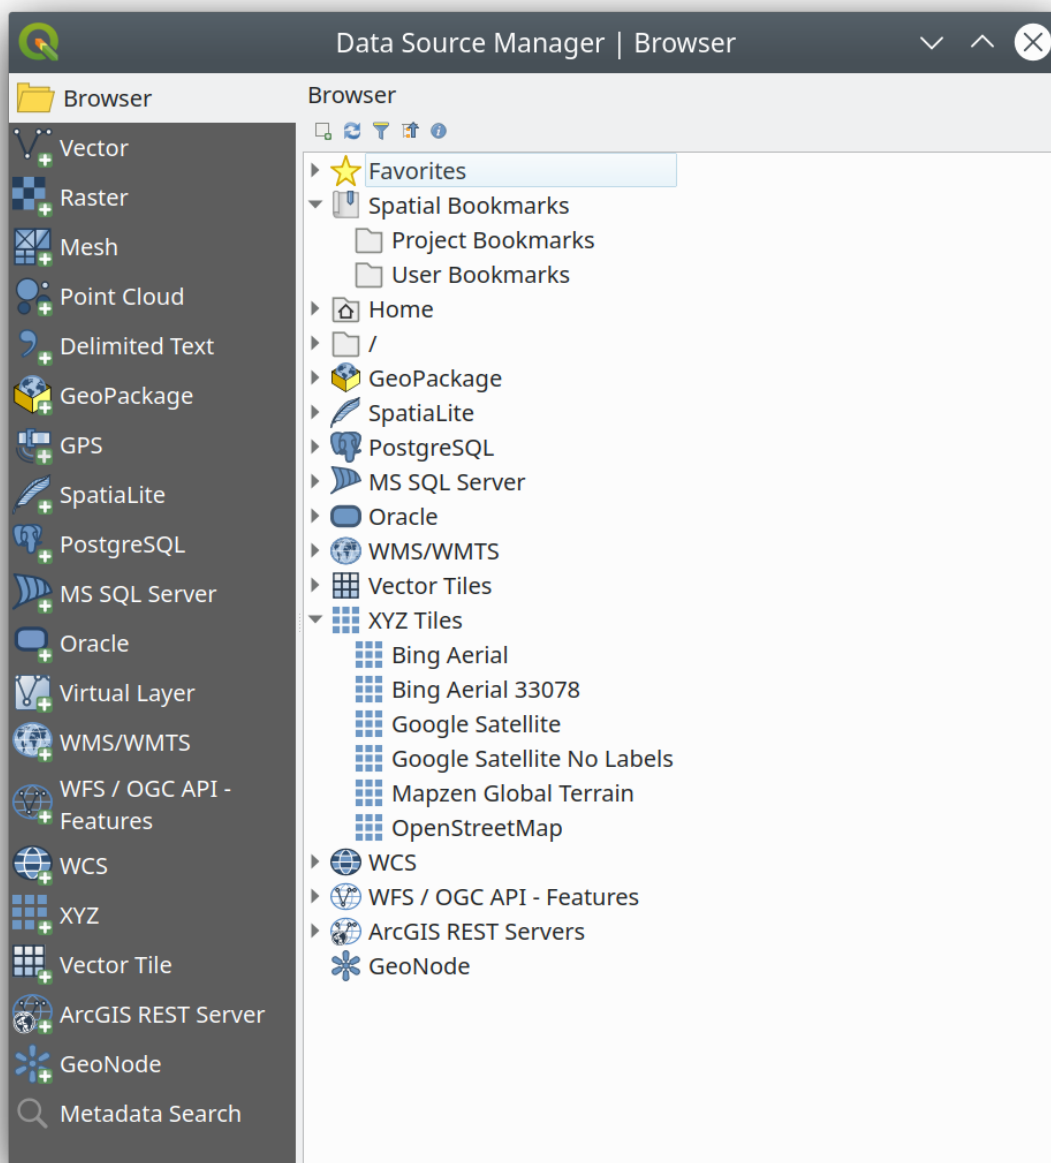 Data Source Manager | Browser
Browser
Vector
Raster
Mesh
Point Cloud
Delimited Text
GeoPackage
GPS
SpatiaLite
PostgreSQL
MS SQL Server
Oracle
Virtual Layer
WMS/WMTS
WFS / OGC API -
Features
WCS
XYZ
Vector Tile
ArcGIS REST Server
GeoNode
Metadata Search
Browser
Favorites
Spatial Bookmarks
Project Bookmarks
User Bookmarks
Home
/
GeoPackage
SpatiaLite
PostgreSQL
MS SQL Server
Oracle
WMS/WMTS
Vector Tiles
XYZ Tiles
Bing Aerial
Bing Aerial 33078
Google Satellite
Google Satellite No Labels
Mapzen Global Terrain
OpenStreetMap
WCS
WFS / OGC API - Features
ArcGIS REST Servers
GeoNode